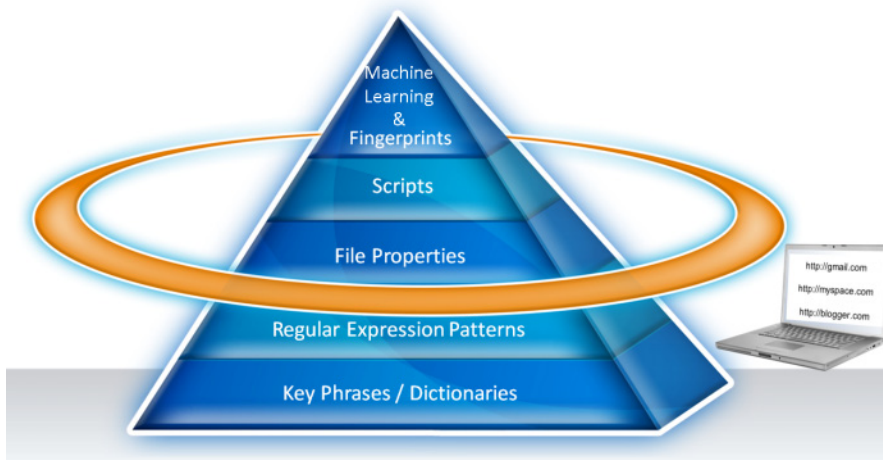 Machine
Learning
&
Fingerprints
Scripts
File Properties
Regular Expression Patterns
Key Phrases / Dictionaries
http://gmail.com
http://myspace.com
http://blogger.com